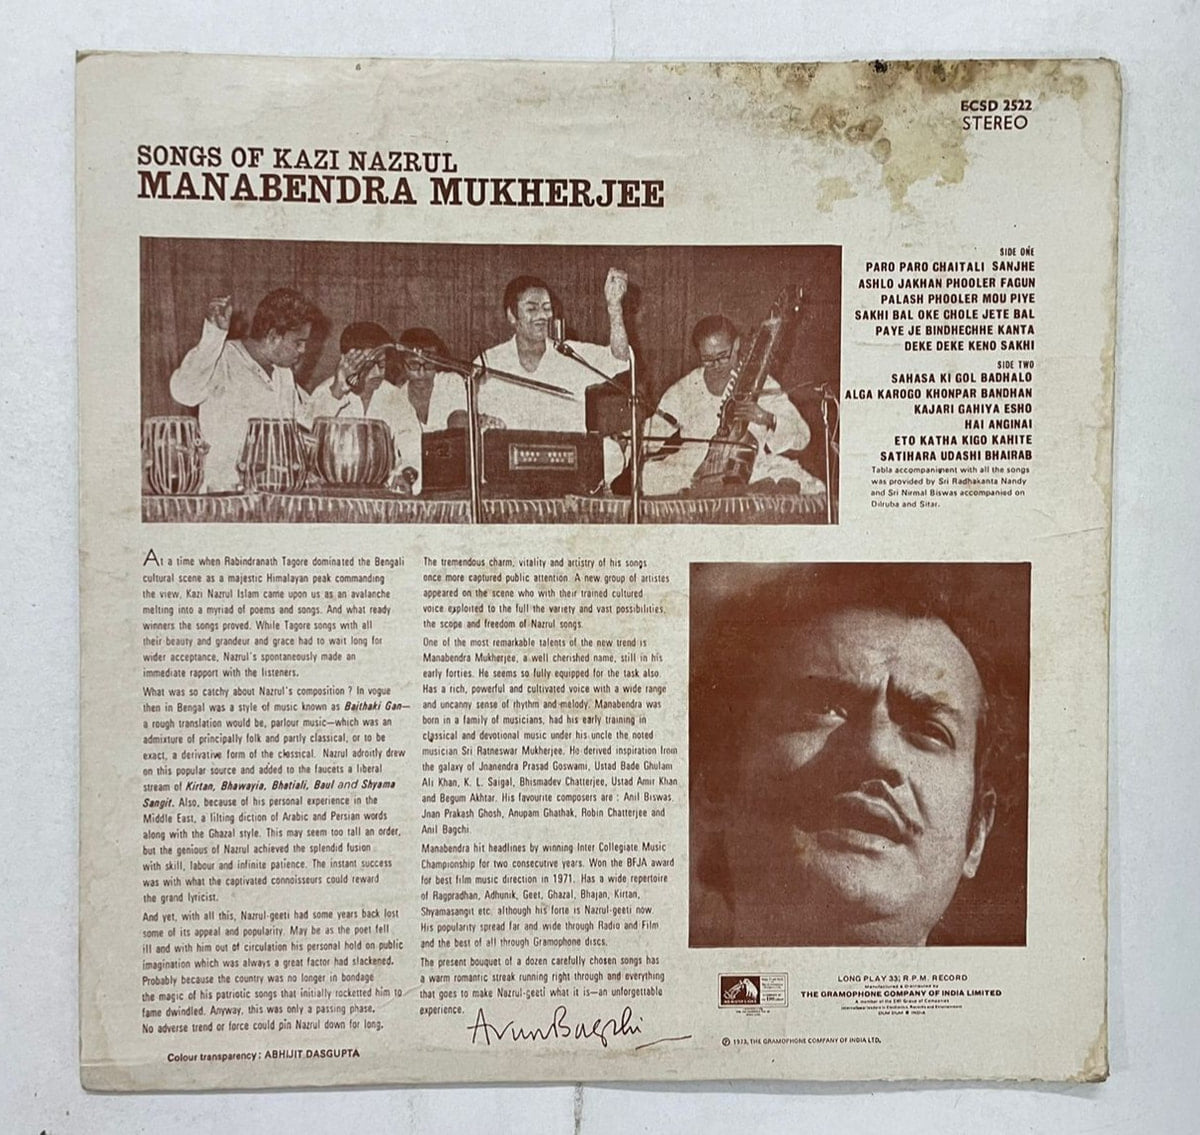 ECSD 2522
STEREO
SONGS OF KAZI NAZRUL
MANABENDRA MUKHERJEE
SIDE ONE
PARO PARO CHAITALI SANJHE
ASHLO JAKHAN PHOOLER FAGUN
PALASH PHOOLER MOU PIYE
SAKHI BAL OKE CHOLE JETE BAL
PAYE JE BINDHECHHE KANTA
DEKE DEKE KENO SAKHI
SIDE TWO
SAHASA KI GOL BADHALO
ALGA KAROGO KHONPAR BANDHAN
KAJARI GAHIYA ESHO
HAI ANGINAI
ETO KATHA KIGO KAHITE
SATIHARA UDASHI BHAIRAB
Tabla accompaniment with all the songs
was provided by Sri Radhakanta Nandy
and Sri Nirmal Biswas accompanied on
Dilruba and Sitar.
At a time when Rabindranath Tagore dominated the Bengali
cultural scene as a majestic Himalayan peak commanding
the view, Kazi Nazrul Islam came upon us as an avalanche
melting into a myriad of poems and songs. And what ready
winners the songs proved. While Tagore songs with all
their beauty and grandeur and grace had to wait long for
wider acceptance, Nazrul's spontaneously made an
immediate rapport with the listeners.
What was so catchy about Nazrul's composition ? In vogue
then in Bengal was a style of music known as Baithaki Gan—
a rough translation would be, parlour music—which was an
admixture of principally folk and partly classical, or to be
exact, a derivative form of the classical. Nazrul adroitly drew
on this popular source and added to the faucets a liberal
stream of Kirtan, Bhawayia, Bhatiali, Baul and Shyama
Sangit. Also, because of his personal experience in the
Middle East, a lilting diction of Arabic and Persian words
along with the Ghazal style. This may seem too tall an order,
but the genious of Nazrul achieved the splendid fusion
with skill, labour and infinite patience. The instant success
was with what the captivated connoisseurs could reward
the grand lyricist.
And yet, with all this, Nazrul-geeti had some years back lost
some of its appeal and popularity. May be as the poet fell
ill and with him out of circulation his personal hold on public
imagination which was always a great factor had slackened.
Probably because the country was no longer in bondage
the magic of his patriotic songs that initially rocketted him to
fame dwindled. Anyway, this was only a passing phase.
No adverse trend or force could pin Nazrul down for long.
The tremendous charm, vitality and artistry of his songs
once more captured public attention. A new group of artistes
appeared on the scene who with their trained cultured
voice exploited to the full the variety and vast possibilities,
the scope and freedom of Nazrul songs.
One of the most remarkable talents of the new trend is
Manabendra Mukherjee, a well cherished name, still in his
early forties. He seems so fully equipped for the task also.
Has a rich, powerful and cultivated voice with a wide range
and uncanny sense of rhythm and melody. Manabendra was
born in a family of musicians, had his early training in
classical and devotional music under his uncle the noted
musician Sri Ratneswar Mukherjee. He derived inspiration from
the galaxy of Jnanendra Prasad Goswami, Ustad Bade Ghulam
Ali Khan, K. L. Saigal, Bhismadev Chatterjee, Ustad Amir Khan
and Begum Akhtar. His favourite composers are : Anil Biswas,
Jnan Prakash Ghosh, Anupam Ghathak, Robin Chatterjee and
Anil Bagchi.
Manabendra hit headlines by winning Inter Collegiate Music
Championship for two consecutive years. Won the BFJA award
for best film music direction in 1971. Has a wide repertoire
of Ragpradhan, Adhunik, Geet, Ghazal, Bhajan, Kirtan,
Shyamasangit etc. although his forte is Nazrul-geeti now.
His popularity spread far and wide through Radio and Film
and the best of all through Gramophone discs.
The present bouquet of a dozen carefully chosen songs has
a warm romantic streak running right through and everything
that goes to make Nazrul-geeti what it is—an unforgettable
experience.
Arun Bagchi
Colour transparency : ABHIJIT DASGUPTA
LONG PLAY 33⅓ R.P.M. RECORD
Manufactured & Distributed by
THE GRAMOPHONE COMPANY OF INDIA LIMITED
A member of the EMI Group of Companies
DUM DUM INDIA
Ⓟ 1973, THE GRAMOPHONE COMPANY OF INDIA LTD.